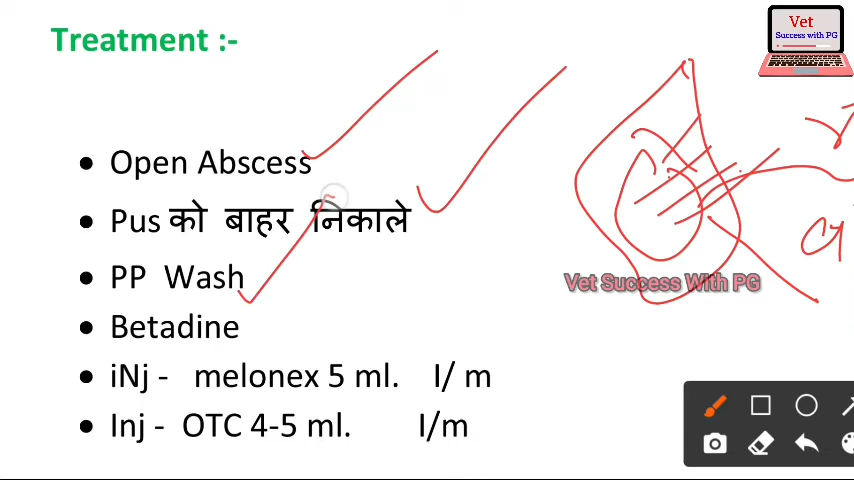 Treatment :-
Vet
Success with PG
• Open Abscess
• Pus को बाहर निकाले
• PP Wash
Vet Success With PG
• Betadine
• iNj - melonex 5 ml. I/ m
• Inj - OTC 4-5 ml. I/m